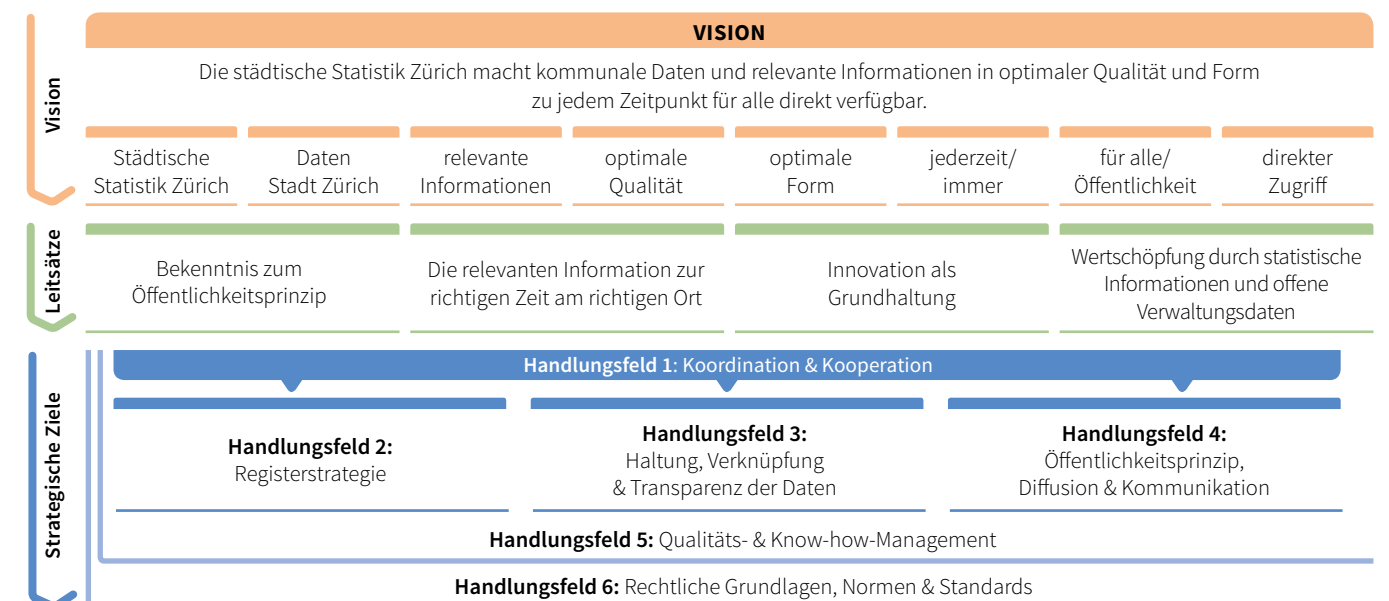 Vision
VISION
Die städtische Statistik Zürich macht kommunale Daten und relevante Informationen in optimaler Qualität und Form
zu jedem Zeitpunkt für alle direkt verfügbar.
Städtische
Statistik Zürich
Daten
Stadt Zürich
relevante
Informationen
optimale
Qualität
optimale
Form
jederzeit/
immer
für alle/
Öffentlichkeit
direkter
Zugriff
Leitsätze
Bekenntnis zum
Öffentlichkeitsprinzip
Die relevanten Information zur
richtigen Zeit am richtigen Ort
Innovation als
Grundhaltung
Wertschöpfung durch statistische
Informationen und offene
Verwaltungsdaten
Strategische Ziele
Handlungsfeld 1: Koordination & Kooperation
Handlungsfeld 2:
Registerstrategie
Handlungsfeld 3:
Haltung, Verknüpfung
& Transparenz der Daten
Handlungsfeld 4:
Öffentlichkeitsprinzip,
Diffusion & Kommunikation
Handlungsfeld 5: Qualitäts- & Know-how-Management
Handlungsfeld 6: Rechtliche Grundlagen, Normen & Standards